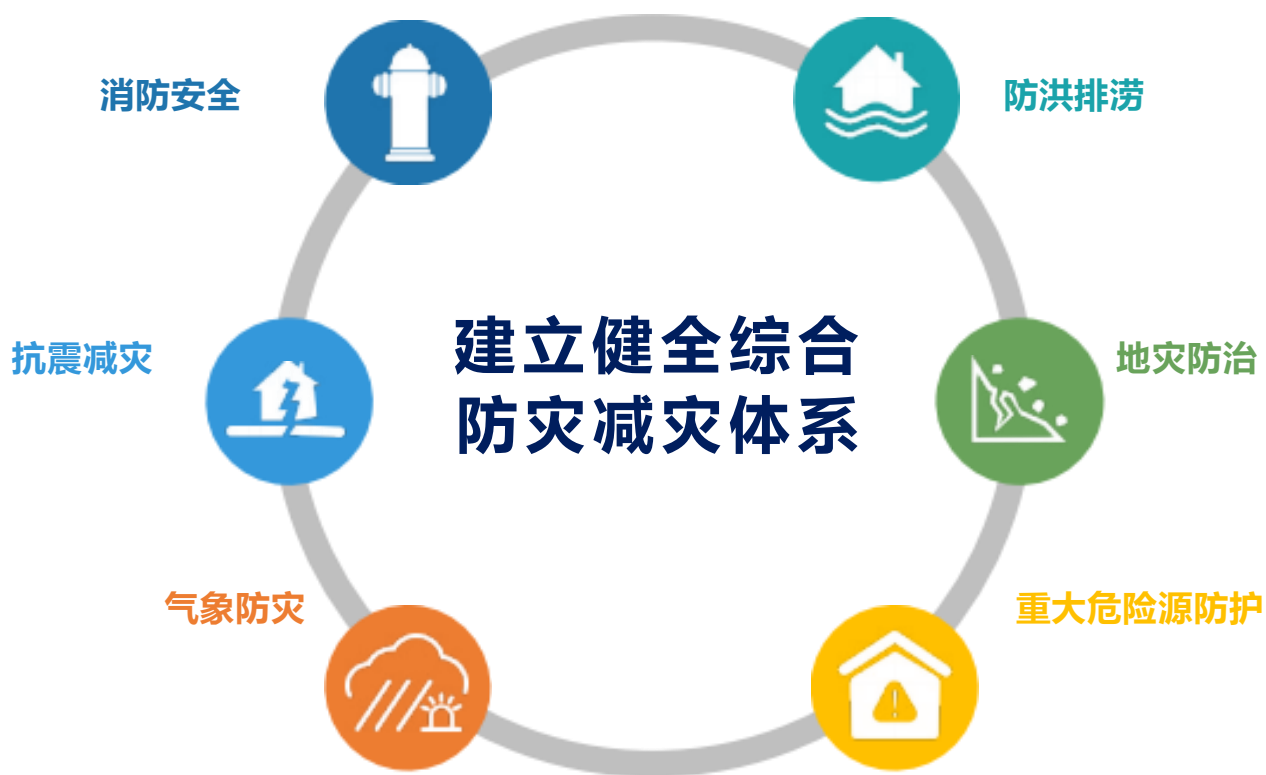 消防安全
防洪排涝
建立健全综合
防灾减灾体系
抗震减灾
地灾防治
气象防灾
重大危险源防护